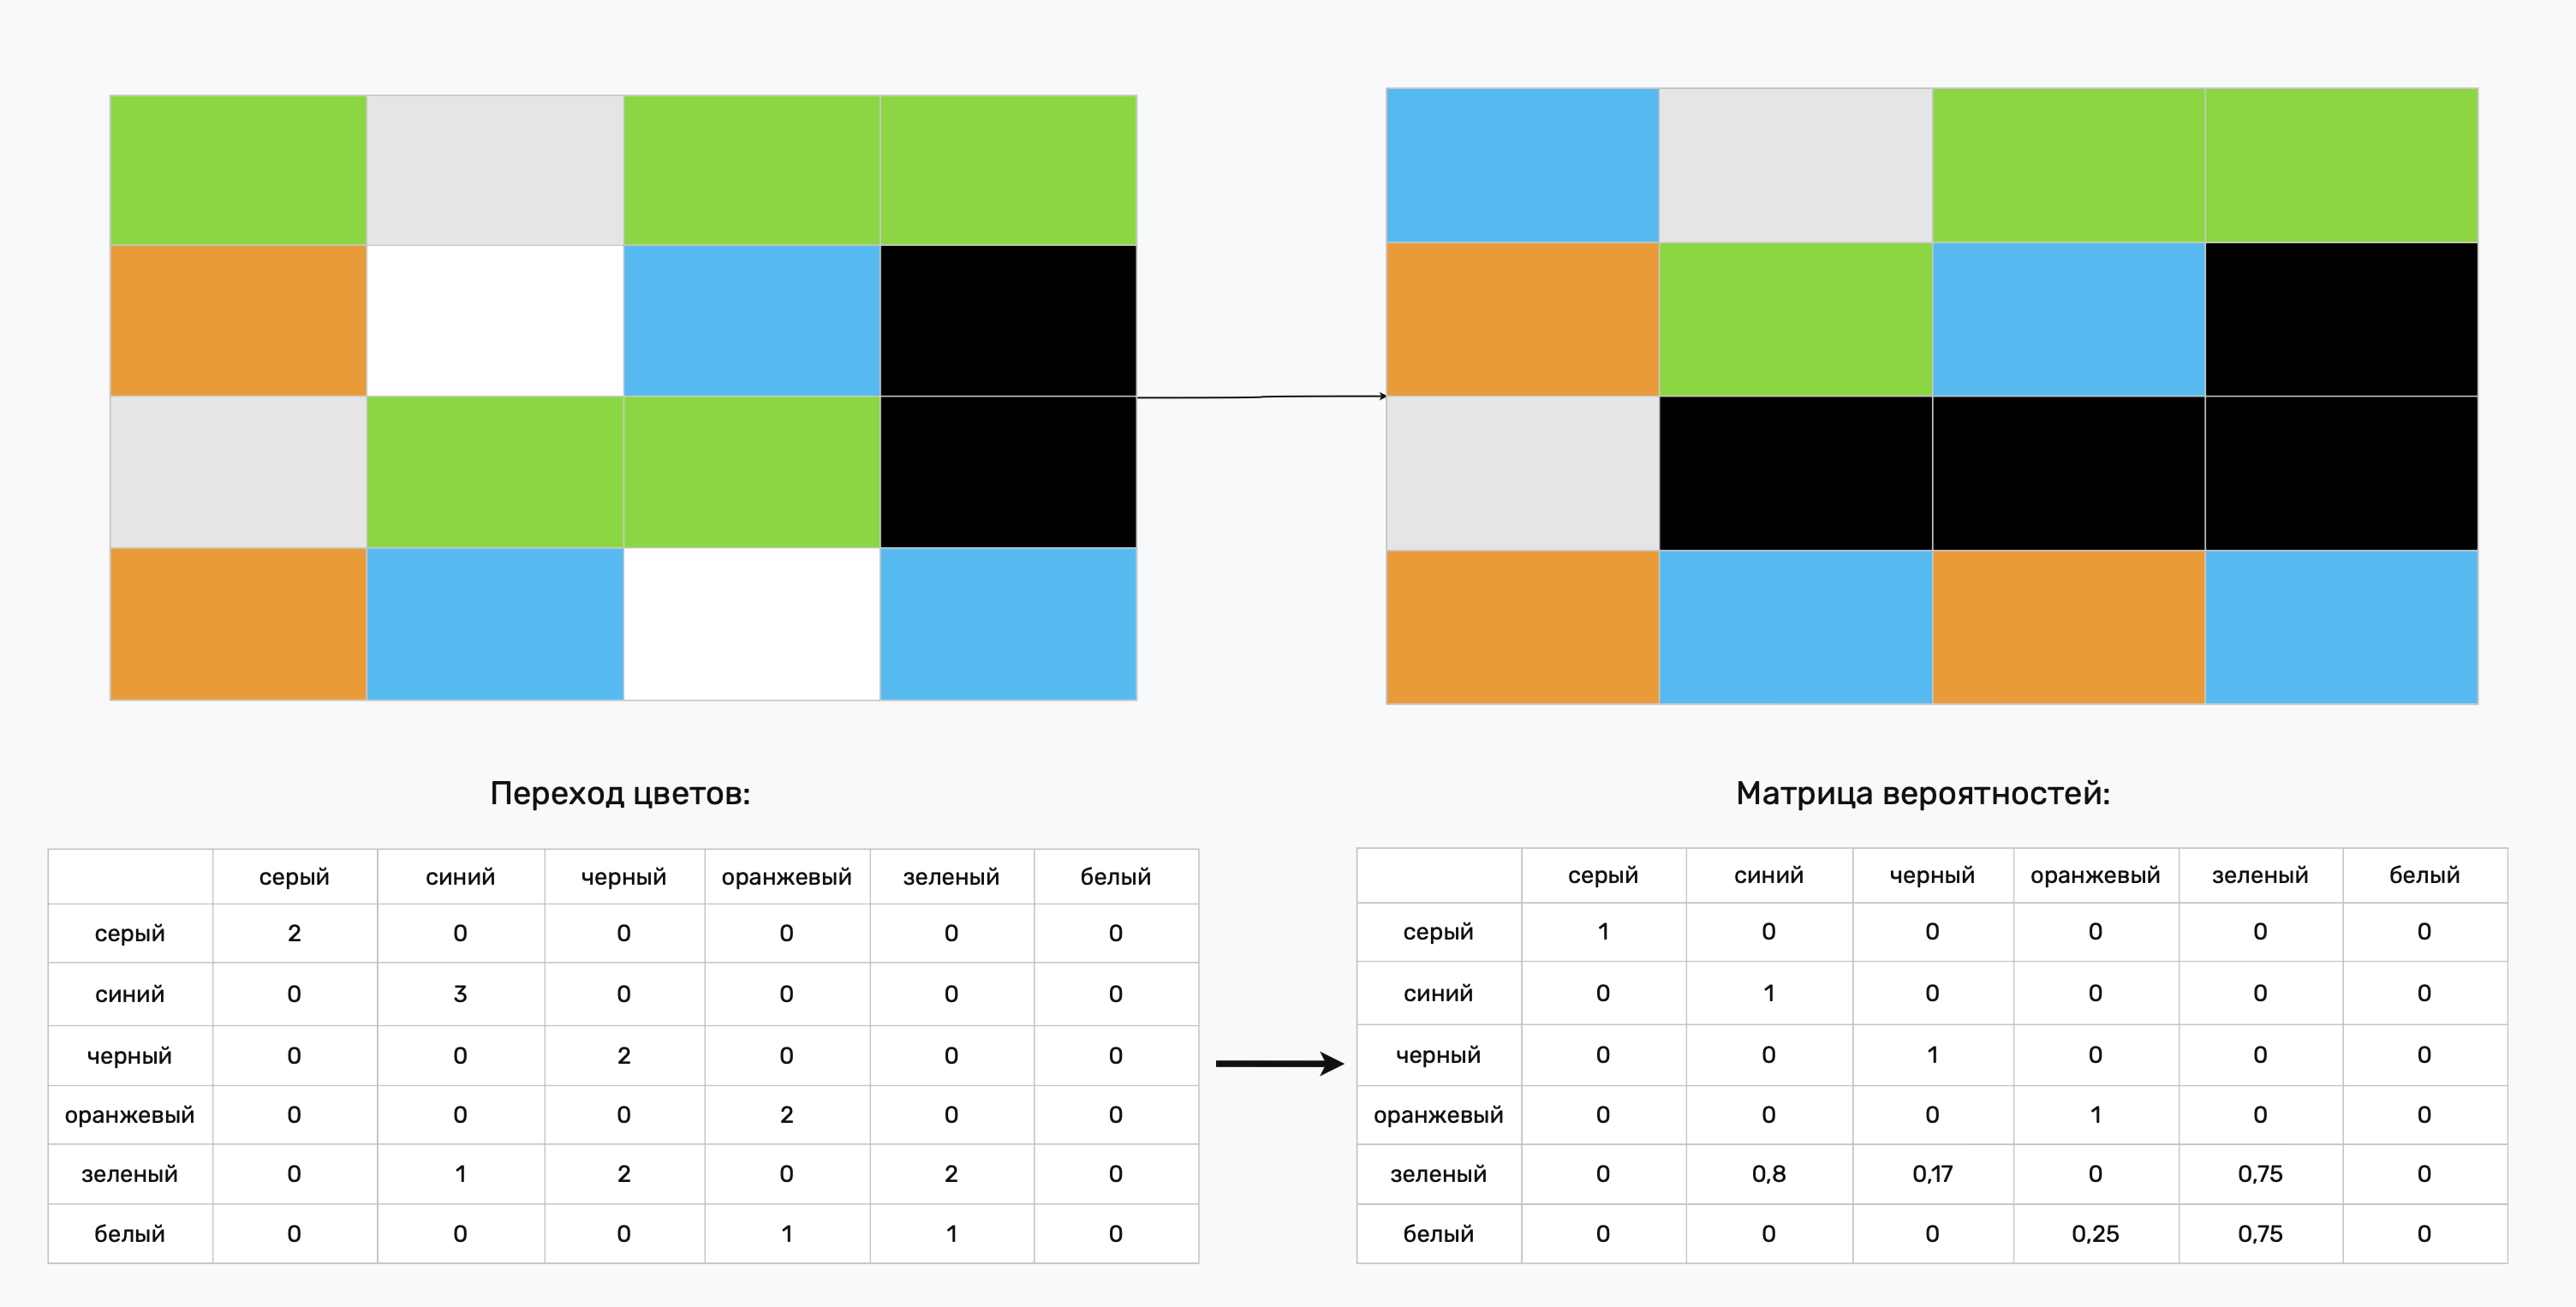 Переход цветов:
Матрица вероятностей:
серый синий черный оранжевый зеленый белый
серый 2 0 0 0 0 0
синий 0 3 0 0 0 0
черный 0 0 2 0 0 0
оранжевый 0 0 0 2 0 0
зеленый 0 1 2 0 2 0
белый 0 0 0 1 1 0
серый синий черный оранжевый зеленый белый
серый 1 0 0 0 0 0
синий 0 1 0 0 0 0
черный 0 0 1 0 0 0
оранжевый 0 0 0 1 0 0
зеленый 0 0,8 0,17 0 0,75 0
белый 0 0 0 0,25 0,75 0